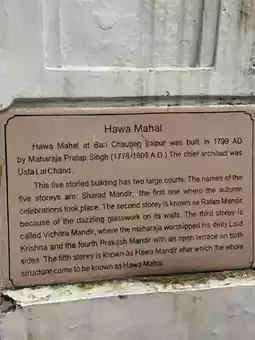 Hawa Mahal
Hawa Mahal at Badi Chaupan, Jaipur was built in 1799 AD
by Maharaja Pratap Singh (1778/1803 A.D.) The chief architect was
Usta Lal Chand.
This five storied building has two large courts. The names of the
five storeys are: Sharad Mandir, the first one where the autumn
celebrations took place. The second storey is known as Ratan Mandir
because of the dazzling glasswork on its walls. The third storey is
called Vichitra Mandir, where the maharaja worshipped his deity Lord
Krishna and the fourth Prakash Mandir with an open terrace on both
sides. The fifth storey is known as Hawa Mandir after which the whole
structure came to be known as Hawa Mahal.